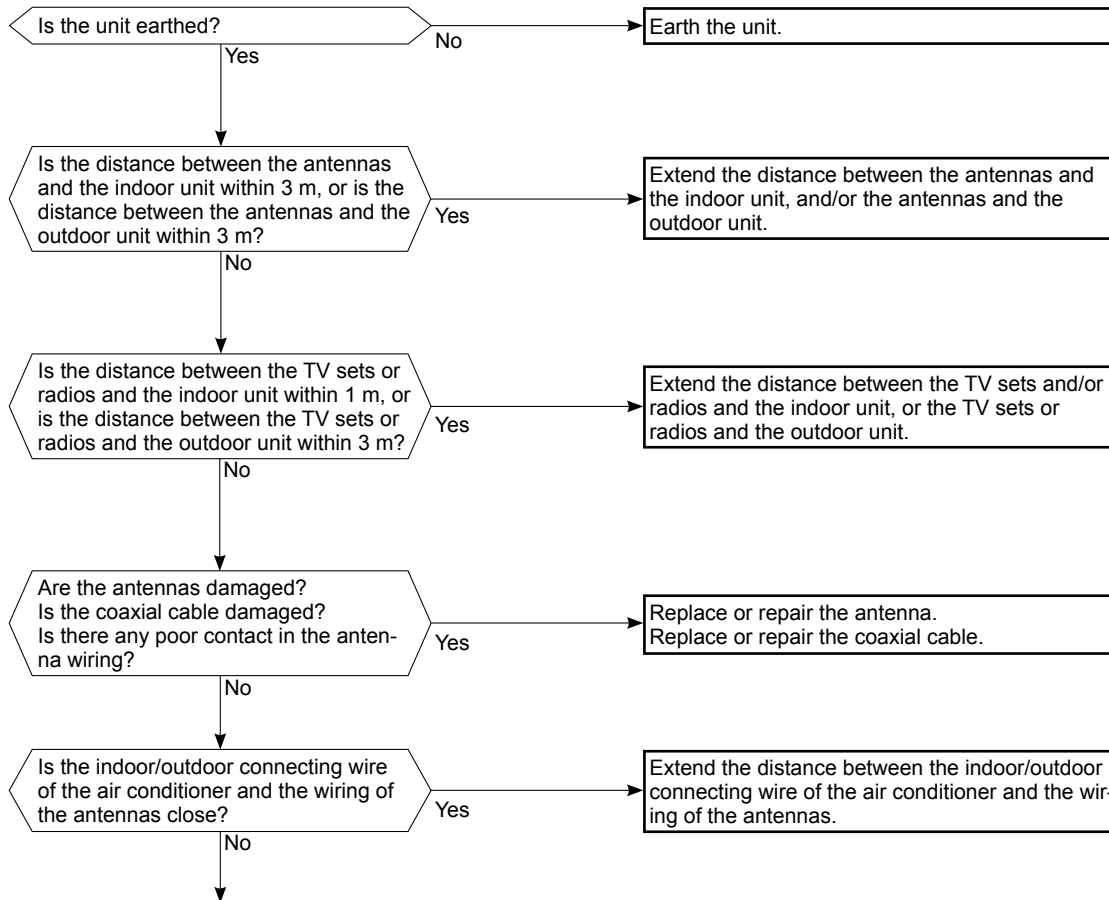 Is the unit earthed?
No
Earth the unit.
Yes
Is the distance between the antennas
and the indoor unit within 3 m, or is the
distance between the antennas and the
outdoor unit within 3 m?
Yes
Extend the distance between the antennas and
the indoor unit, and/or the antennas and the
outdoor unit.
No
Is the distance between the TV sets or
radios and the indoor unit within 1 m, or
is the distance between the TV sets or
radios and the outdoor unit within 3 m?
Yes
Extend the distance between the TV sets and/or
radios and the indoor unit, or the TV sets or
radios and the outdoor unit.
No
Are the antennas damaged?
Is the coaxial cable damaged?
Is there any poor contact in the anten-
na wiring?
Yes
Replace or repair the antenna.
Replace or repair the coaxial cable.
No
Is the indoor/outdoor connecting wire
of the air conditioner and the wiring of
the antennas close?
Yes
Extend the distance between the indoor/outdoor
connecting wire of the air conditioner and the wir-
ing of the antennas.
No